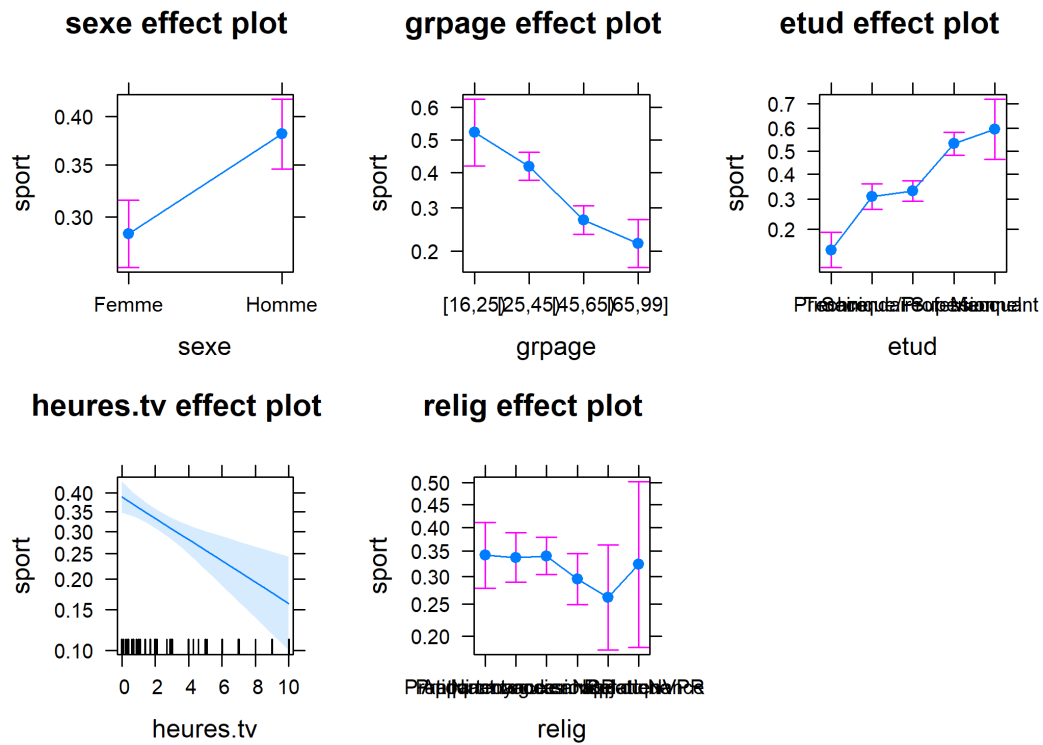 sexe effect plot
grpage effect plot
etud effect plot
sport
0.40
0.35
0.30
Femme
Homme
sexe
sport
0.6
0.5
0.4
0.3
0.2
[16,25]
grpage
sport
0.7
0.6
0.5
0.4
0.3
0.2
etud
heures.tv effect plot
relig effect plot
sport
0.40
0.35
0.30
0.25
0.20
0.15
0.10
0 2 4 6 8 10
heures.tv
sport
0.50
0.45
0.40
0.35
0.30
0.25
0.20
relig